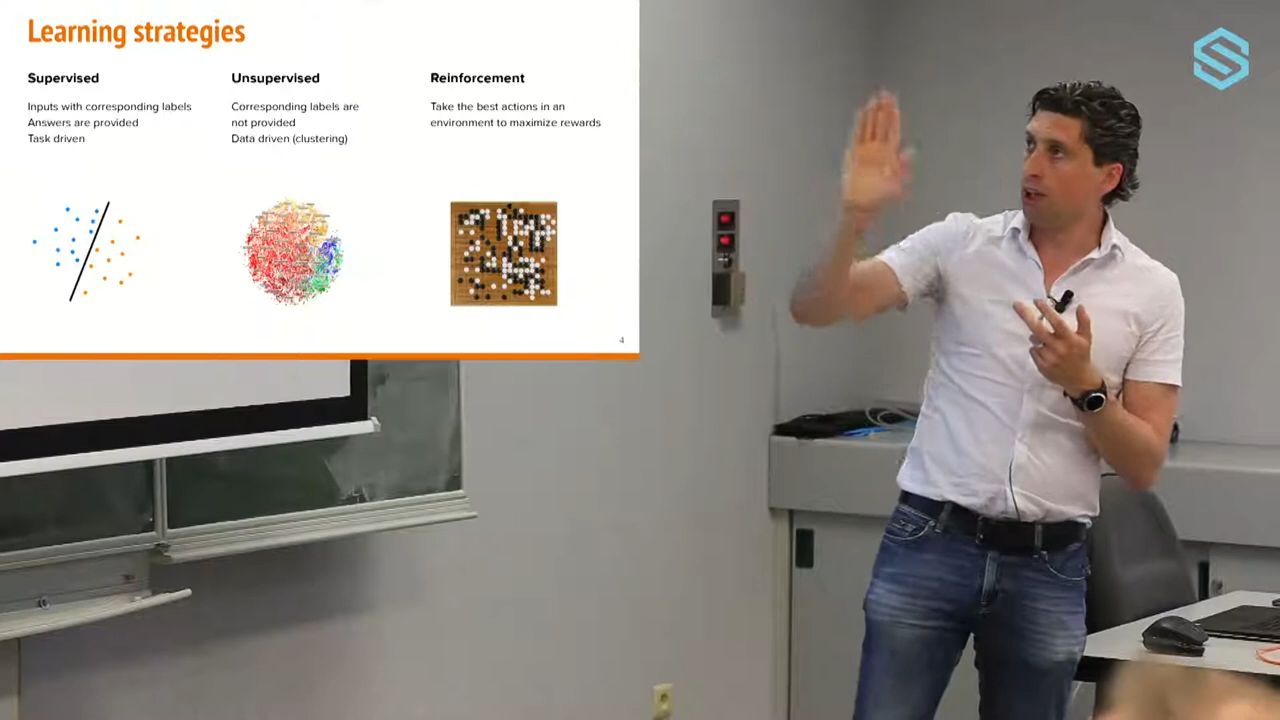 Learning strategies
Supervised
Inputs with corresponding labels
Answers are provided
Task driven
Unsupervised
Corresponding labels are
not provided
Data driven (clustering)
Reinforcement
Take the best actions in an
environment to maximize rewards
4